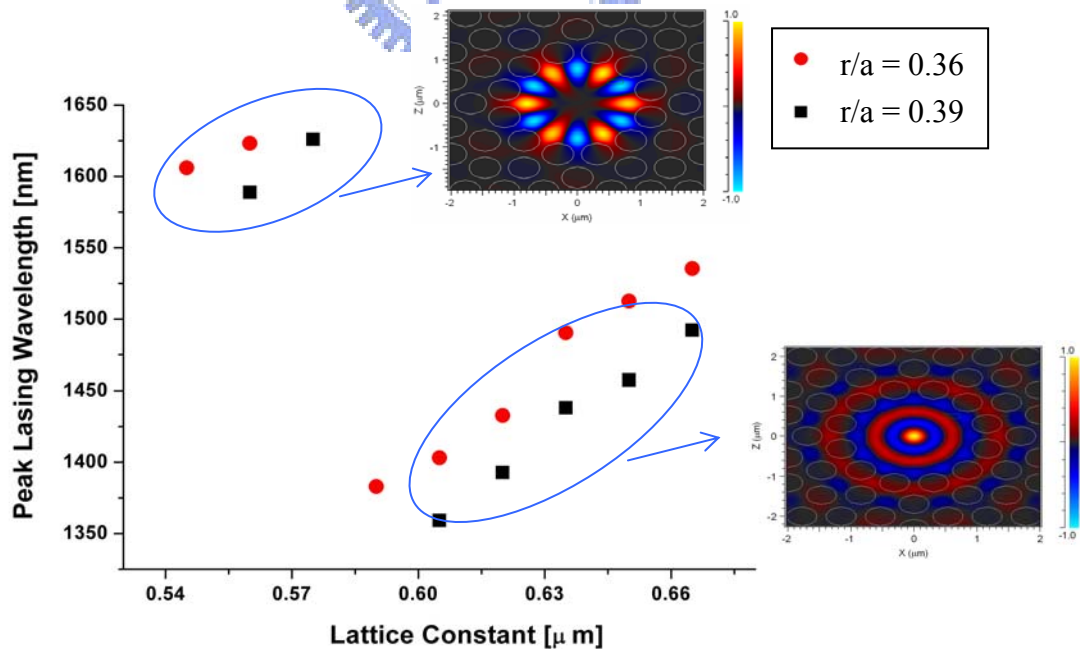 r/a = 0.36
r/a = 0.39
Peak Lasing Wavelength [nm]
1650
1600
1550
1500
1450
1400
1350
0.54 0.57 0.60 0.63 0.66
Lattice Constant [μ m]
Z (μm)
2
1
0
-1
-2 -1 0 1 2
X (μm)
1.0
-1.0
Z (μm)
2
1
0
-1
-2
-2 -1 0 1 2
X (μm)
1.0
-1.0